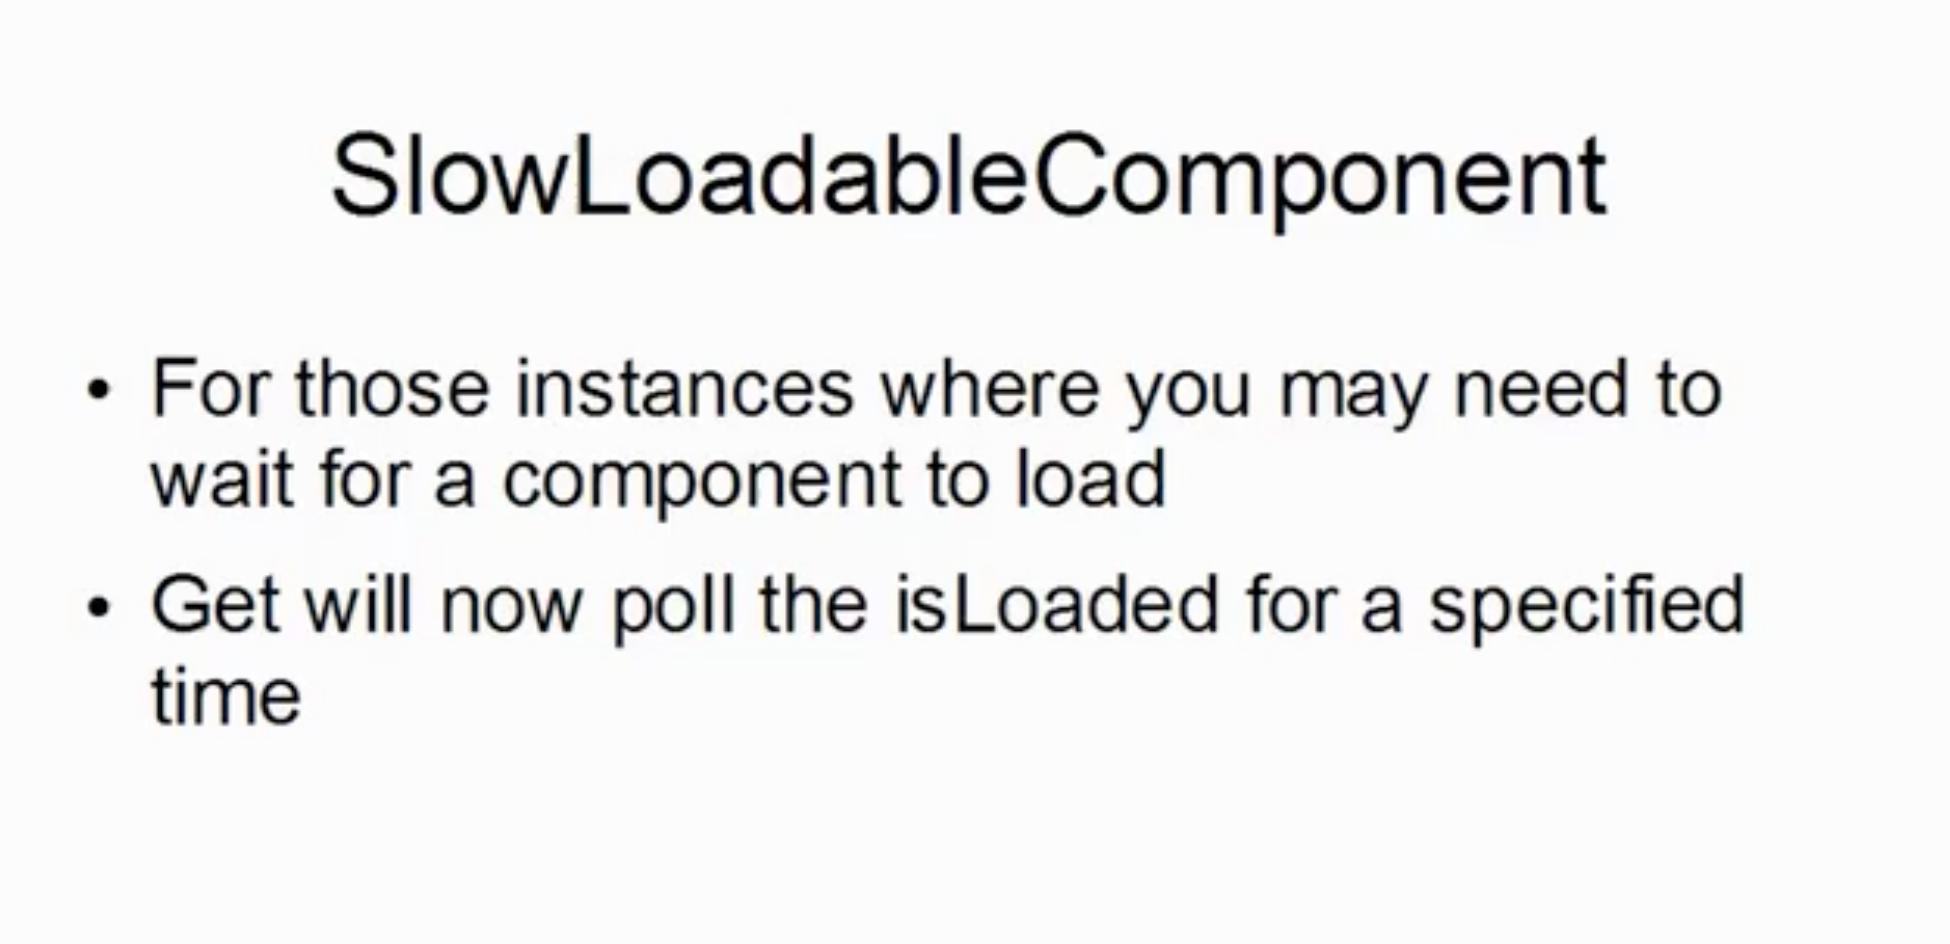 SlowLoadableComponent
• For those instances where you may need to
wait for a component to load
• Get will now poll the isLoaded for a specified
time